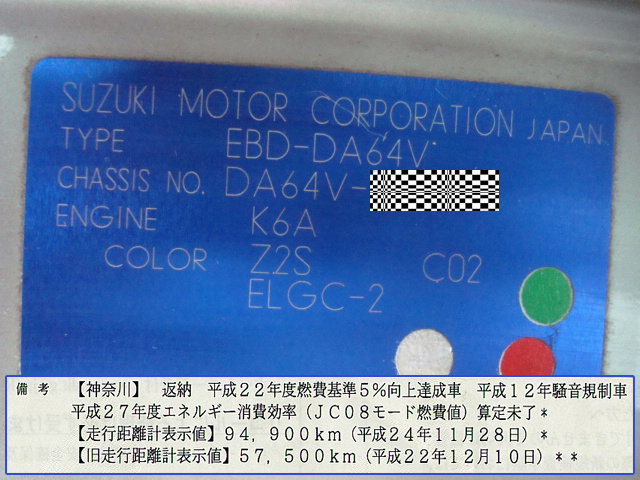 SUZUKI MOTOR CORPORATION JAPAN
TYPE EBD-DA64V
CHASSIS NO. DA64V-
ENGINE K6A
COLOR Z2S C02
ELGC-2
備考 【神奈川】 返納 平成22年度燃費基準5%向上達成車 平成12年騒音規制車
平成27年度エネルギー消費効率(JC08モード燃費値)算定未了*
【走行距離計表示値】94,900km(平成24年11月28日)*
【旧走行距離計表示値】57,500km(平成22年12月10日)**